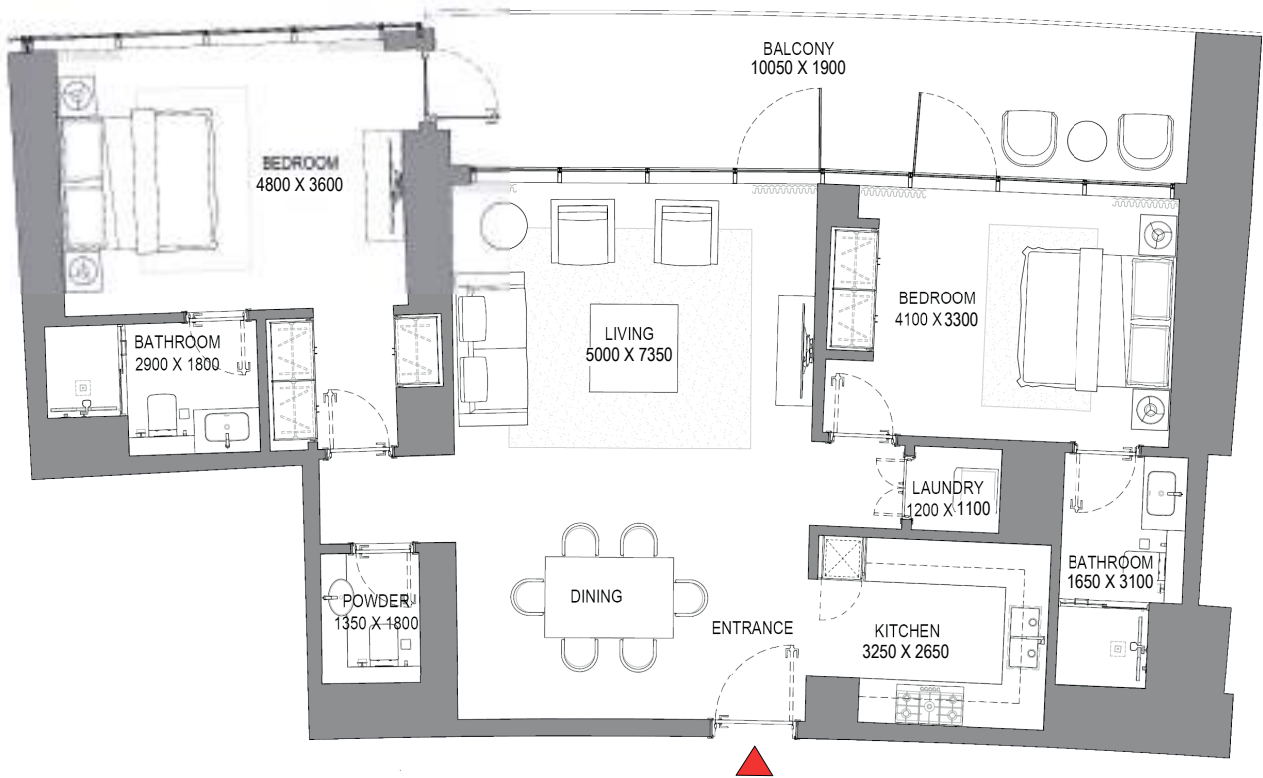 BALCONY
10050 X 1900
BEDROOM
4800 X 3600
BEDROOM
4100 X 3300
LIVING
5000 X 7350
BATHROOM
2900 X 1800
LAUNDRY
1200 X 1100
BATHROOM
1650 X 3100
POWDER
1350 X 1800
DINING
ENTRANCE
KITCHEN
3250 X 2650